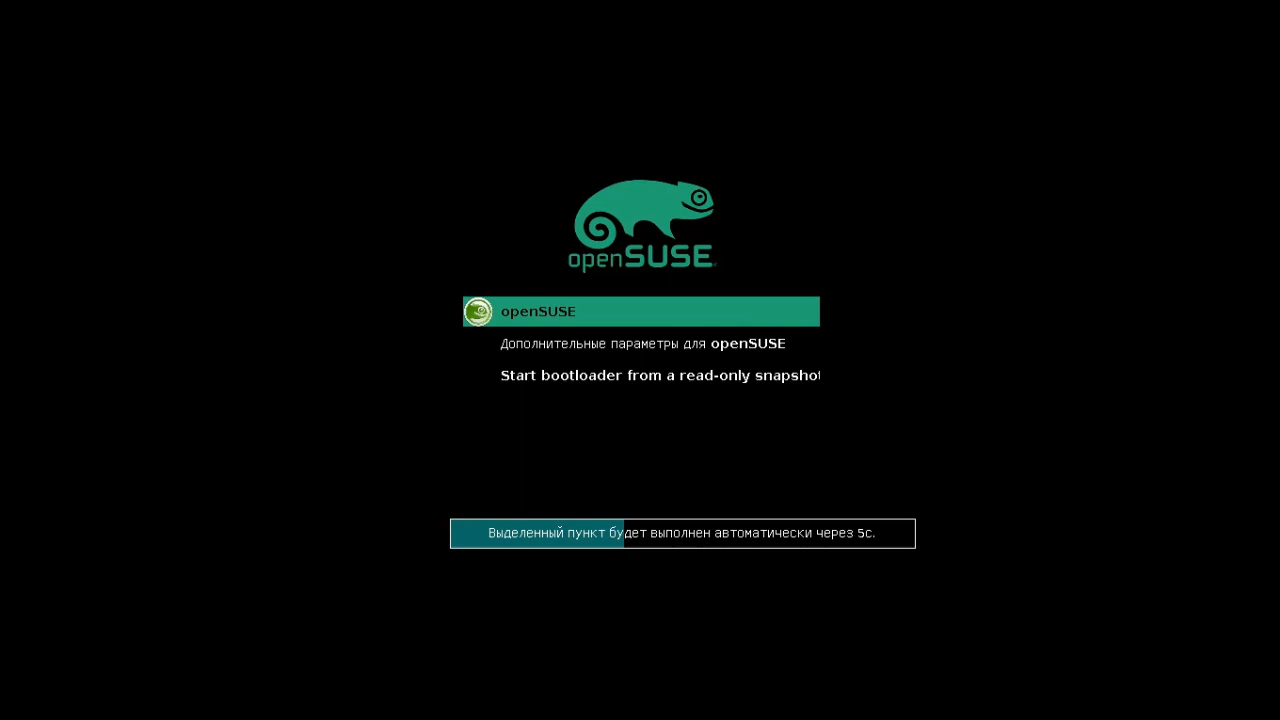 openSUSE
openSUSE
Дополнительные параметры для openSUSE
Start bootloader from a read-only snapshot
Выделенный пункт будет выполнен автоматически через 5с.